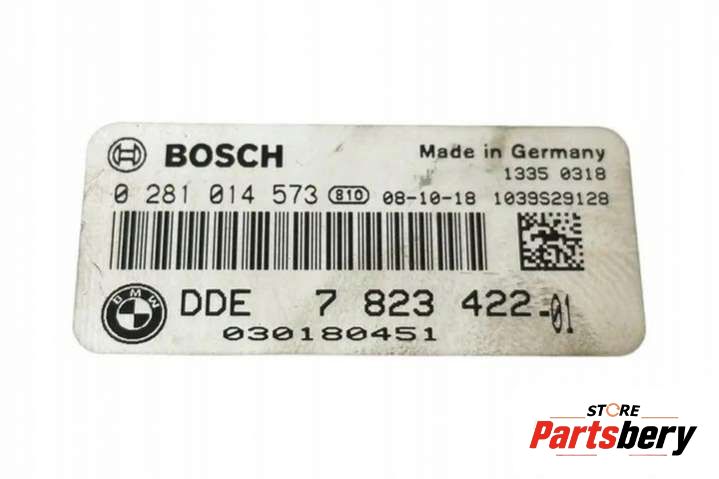 BOSCH Made in Germany
1335 0318
0 281 014 573 810 08-10-18 1039S29128
BMW DDE 7 823 422-01
030180451
STORE
Partsbery